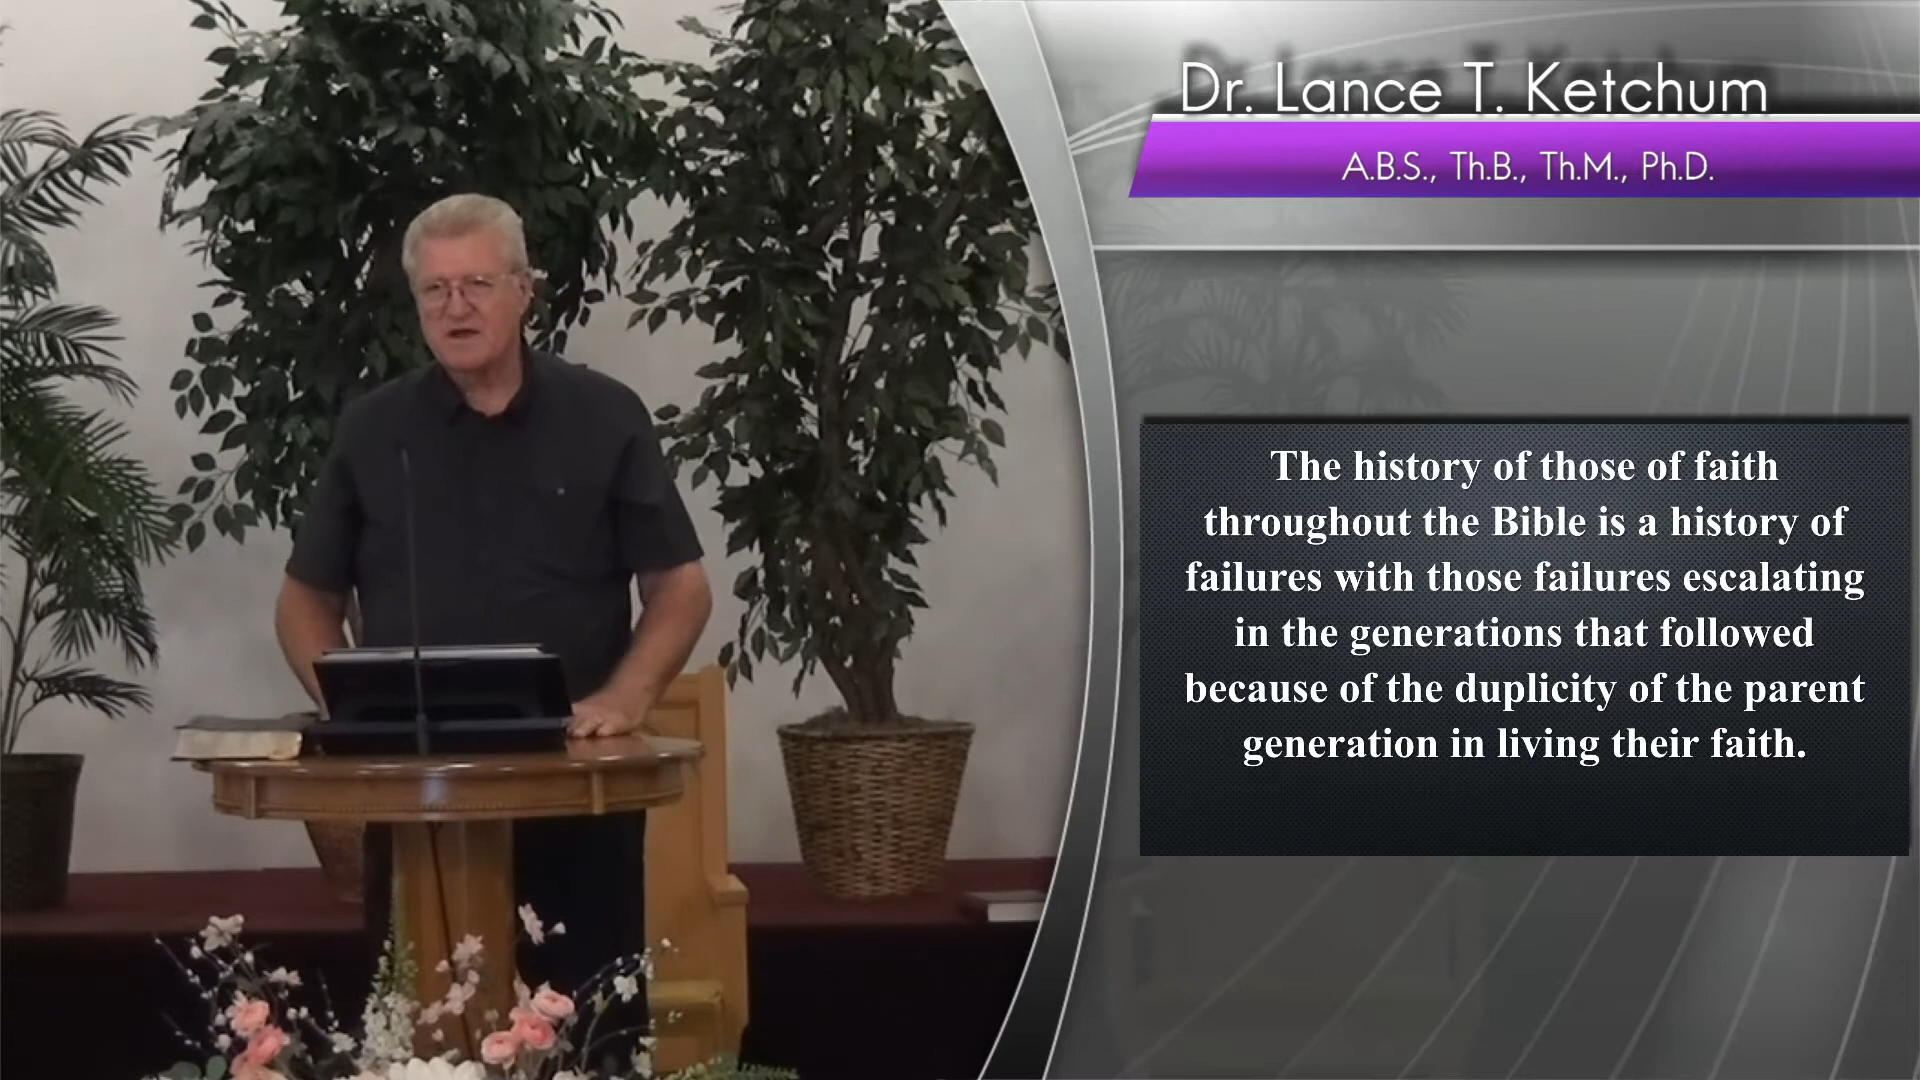 Dr. Lance T. Ketchum
A.B.S., Th.B., Th.M., Ph.D.
The history of those of faith
throughout the Bible is a history of
failures with those failures escalating
in the generations that followed
because of the duplicity of the parent
generation in living their faith.